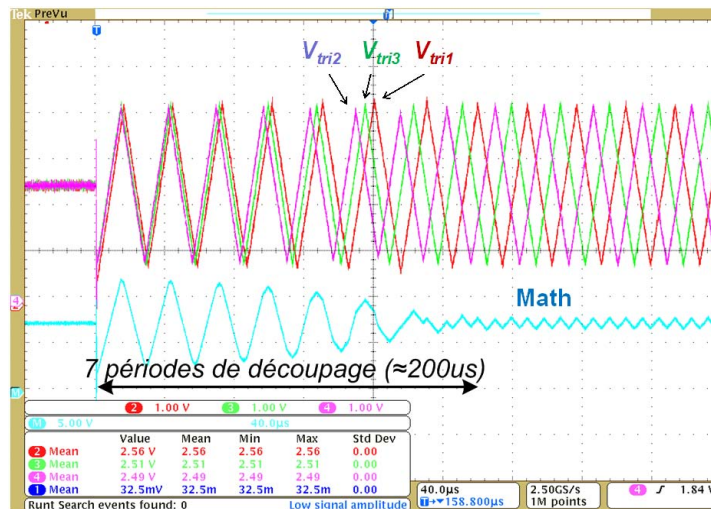 Tek PreVu
V_tri2 V_tri3 V_tri1
Math
7 périodes de découpage (≈200us)
2 1.00 V 3 1.00 V 4 1.00 V
M 5.00 V 40.0µs
Value Mean Min Max Std Dev
2 Mean 2.56 V 2.56 2.56 2.56 0.00
3 Mean 2.51 V 2.51 2.51 2.51 0.00
4 Mean 2.49 V 2.49 2.49 2.49 0.00
1 Mean 32.5mV 32.5m 32.5m 32.5m 0.00
Runt Search events found: 0 Low signal amplitude
40.0µs
T→▼158.800µs
2.50GS/s
1M points
4 1.84 V